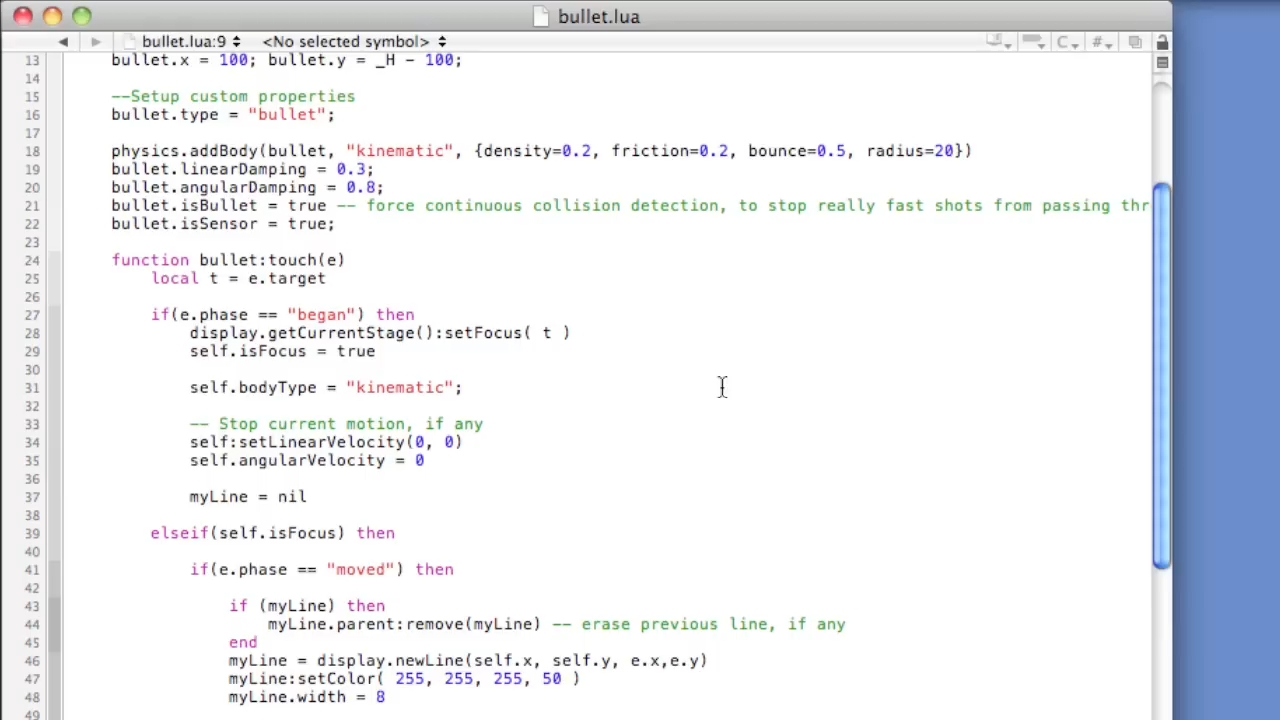 bullet.lua
bullet.lua:9 <No selected symbol> C #
13 bullet.x = 100; bullet.y = _H - 100;
14
15 --Setup custom properties
16 bullet.type = "bullet";
17
18 physics.addBody(bullet, "kinematic", {density=0.2, friction=0.2, bounce=0.5, radius=20})
19 bullet.linearDamping = 0.3;
20 bullet.angularDamping = 0.8;
21 bullet.isBullet = true -- force continuous collision detection, to stop really fast shots from passing thr
22 bullet.isSensor = true;
23
24 function bullet:touch(e)
25 local t = e.target
26
27 if(e.phase == "began") then
28 display.getCurrentStage():setFocus( t )
29 self.isFocus = true
30
31 self.bodyType = "kinematic";
32
33 -- Stop current motion, if any
34 self:setLinearVelocity(0, 0)
35 self.angularVelocity = 0
36
37 myLine = nil
38
39 elseif(self.isFocus) then
40
41 if(e.phase == "moved") then
42
43 if (myLine) then
44 myLine.parent:remove(myLine) -- erase previous line, if any
45 end
46 myLine = display.newLine(self.x, self.y, e.x,e.y)
47 myLine:setColor( 255, 255, 255, 50 )
48 myLine.width = 8
49